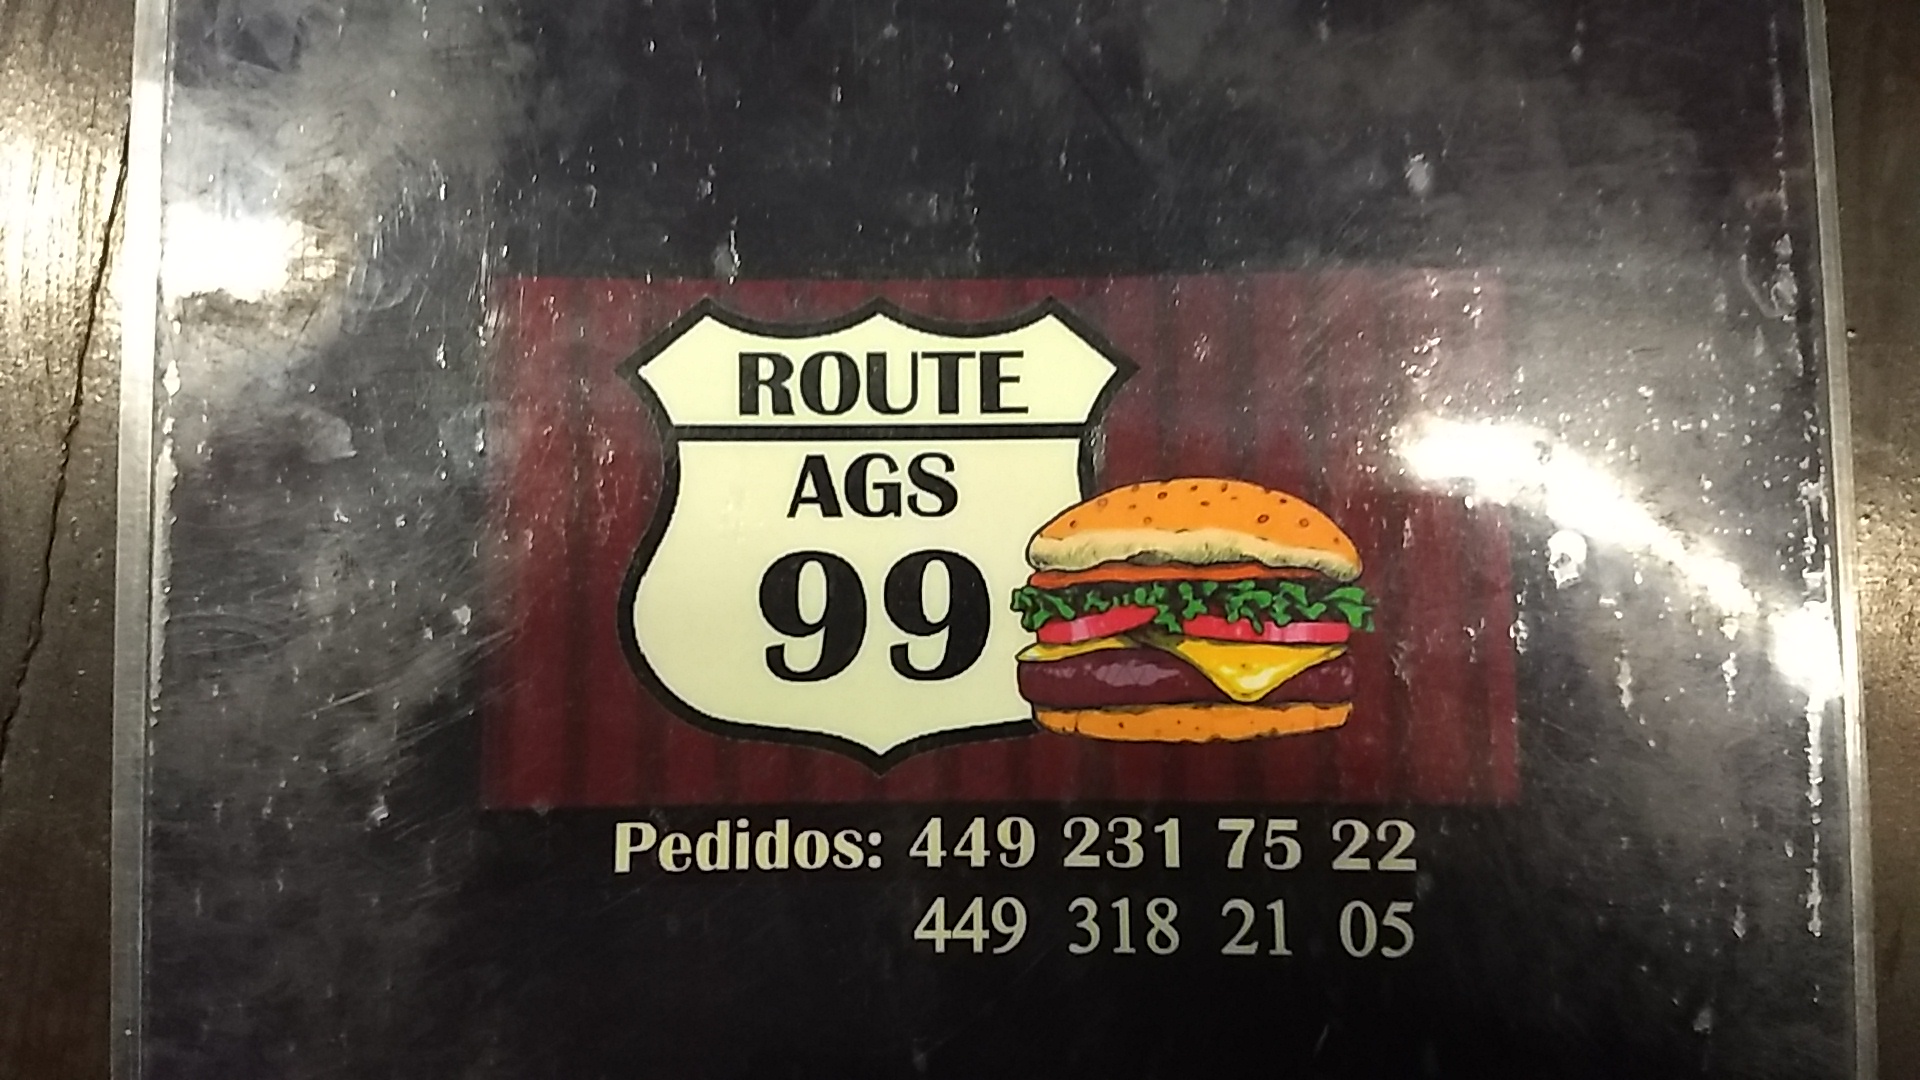 ROUTE
AGS
99
Pedidos: 449 231 75 22
449 318 21 05